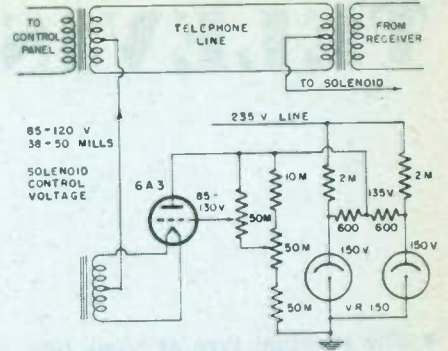 TO
CONTROL
PANEL
TELEPHONE
LINE
FROM
RECEIVER
TO SOLENOID
235 V LINE
85-120 V
38-50 MILLS
SOLENOID
CONTROL
VOLTAGE
6A3
85-
130V
50M
10M
2M
135V
2M
600
600
50M
150V
150V
50M
V.R. 150